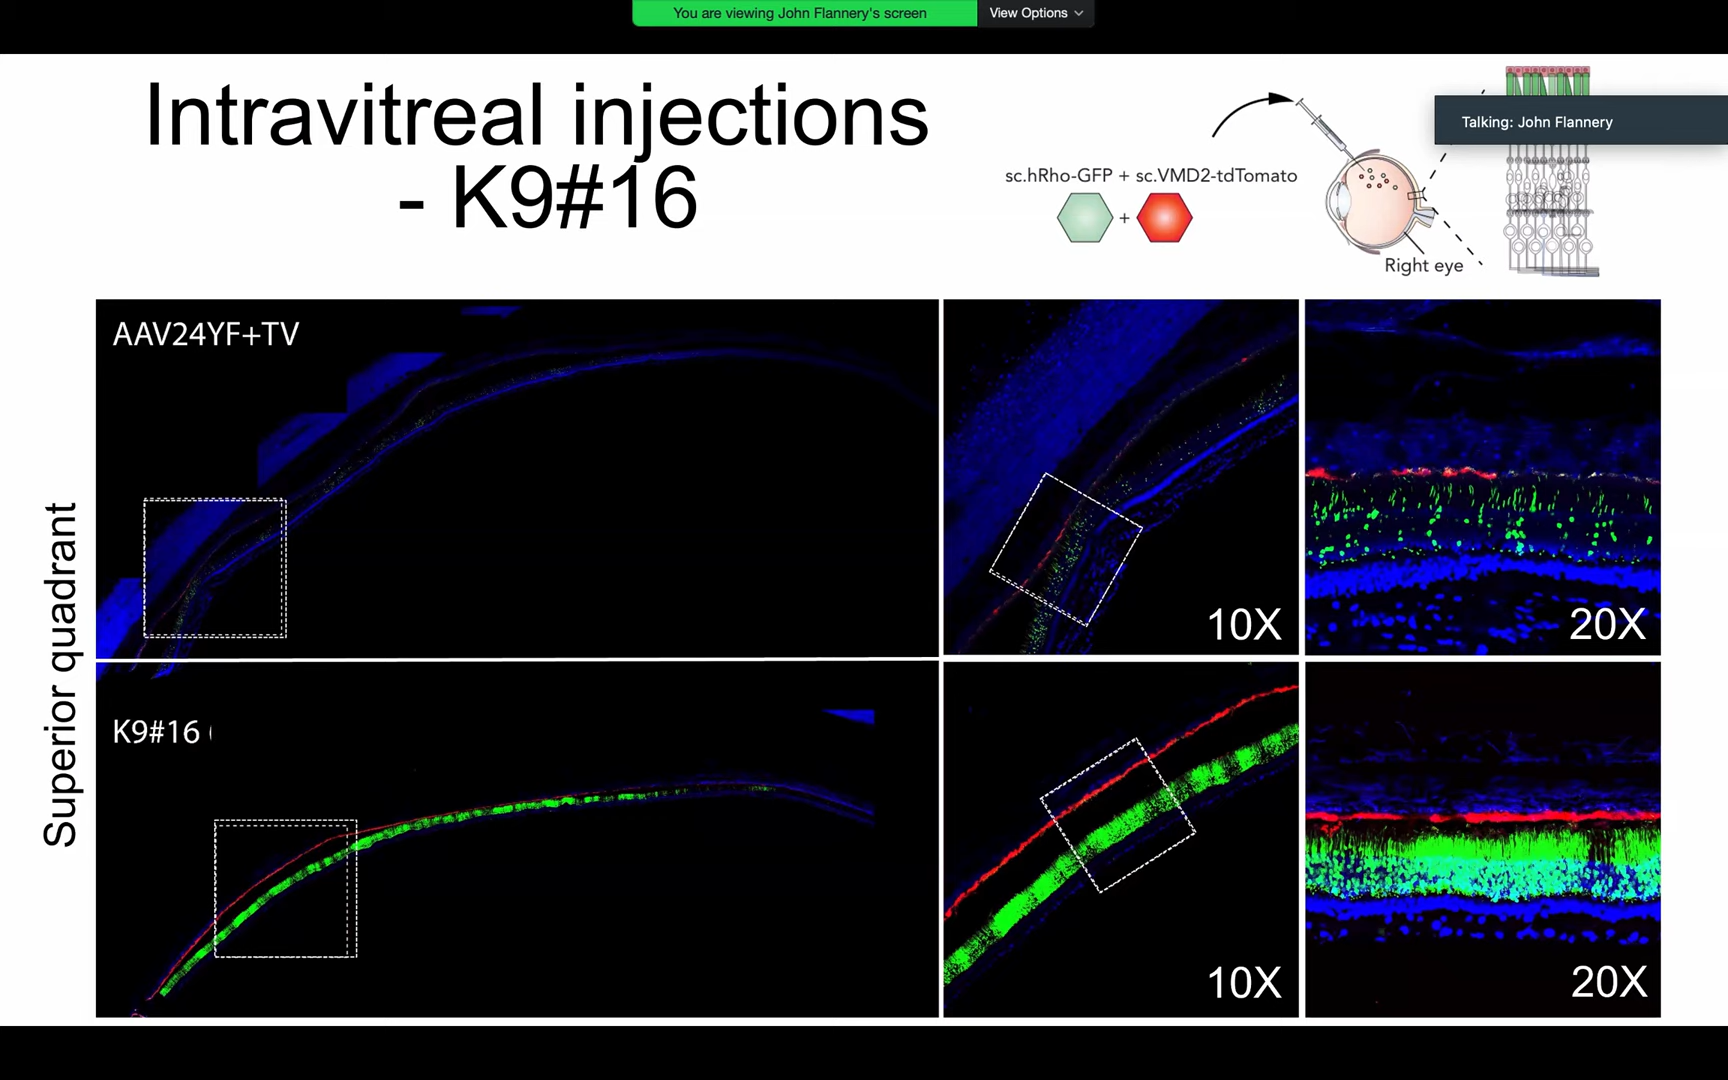 You are viewing John Flannery's screen
View Options
Intravitreal injections
- K9#16
Talking: John Flannery
sc.hRho-GFP + sc.VMD2-tdTomato
+
Right eye
Superior quadrant
AAV24YF+TV
10X
20X
K9#16 (
10X
20X